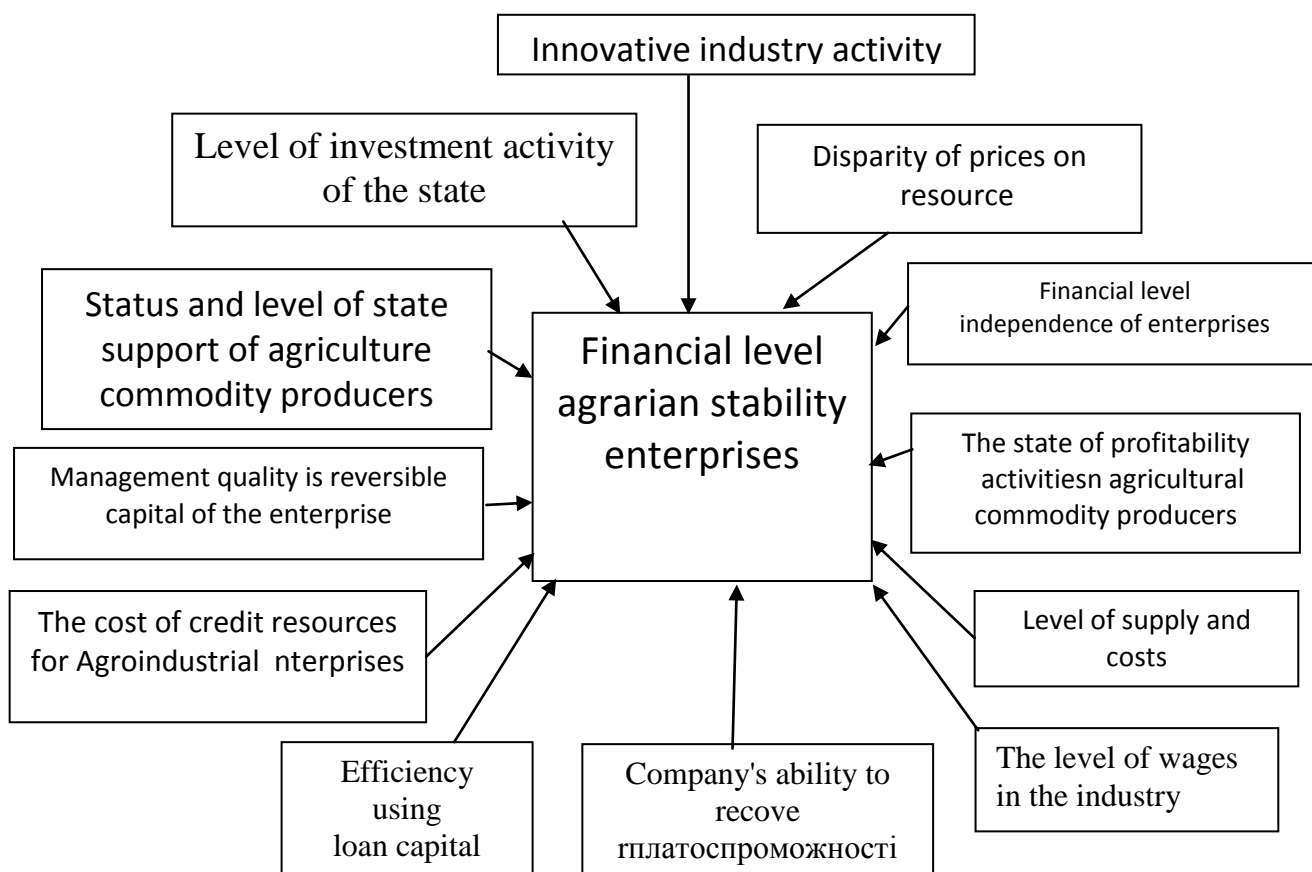 Innovative industry activity
Level of investment activity
of the state
Disparity of prices on
resource
Status and level of state
support of agriculture
commodity producers
Financial level
agrarian stability
enterprises
Financial level
independence of enterprises
Management quality is reversible
capital of the enterprise
The state of profitability
activitiesn agricultural
commodity producers
The cost of credit resources
for Agroindustrial nterprises
Level of supply and
costs
Efficiency
using
loan capital
Company's ability to
recove
rплатоспроможності
The level of wages
in the industry